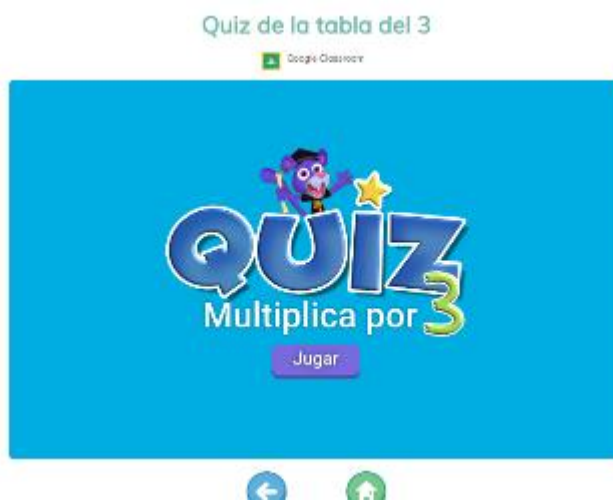 Quiz de la tabla del 3
Google Classroom
QUIZ
Multiplica por 3
Jugar